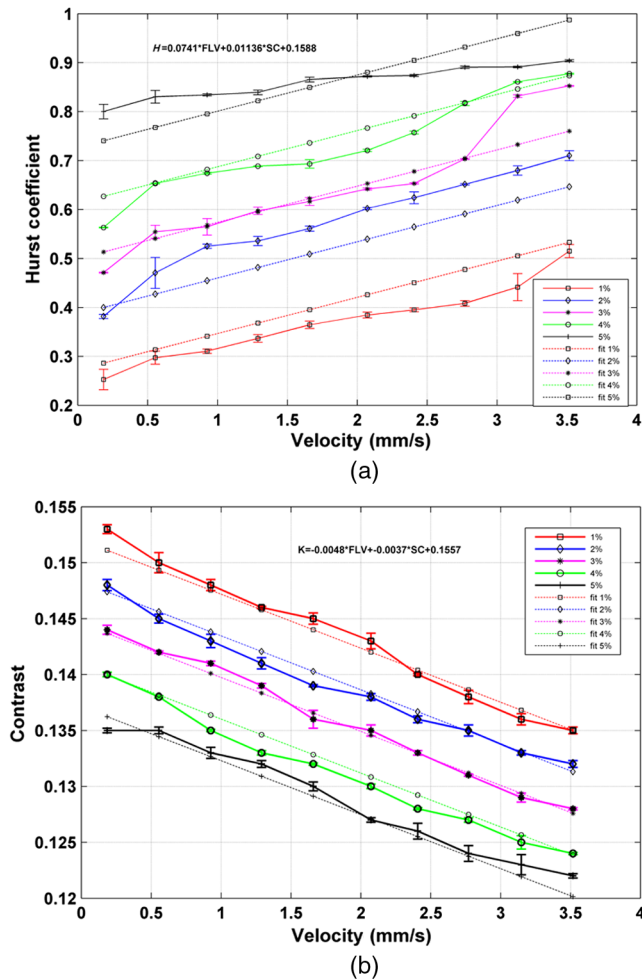 H=0.0741*FLV+0.01136*SC+0.1588
1
0.9
0.8
0.7
0.6
0.5
0.4
0.3
0.2
Hurst coefficient
1%
2%
3%
4%
5%
fit 1%
fit 2%
fit 3%
fit 4%
fit 5%
0 0.5 1 1.5 2 2.5 3 3.5 4
Velocity (mm/s)
(a)
K=-0.0048*FLV+-0.0037*SC+0.1557
0.155
0.15
0.145
0.14
0.135
0.13
0.125
0.12
Contrast
1%
2%
3%
4%
5%
fit 1%
fit 2%
fit 3%
fit 4%
fit 5%
0 0.5 1 1.5 2 2.5 3 3.5 4
Velocity (mm/s)
(b)